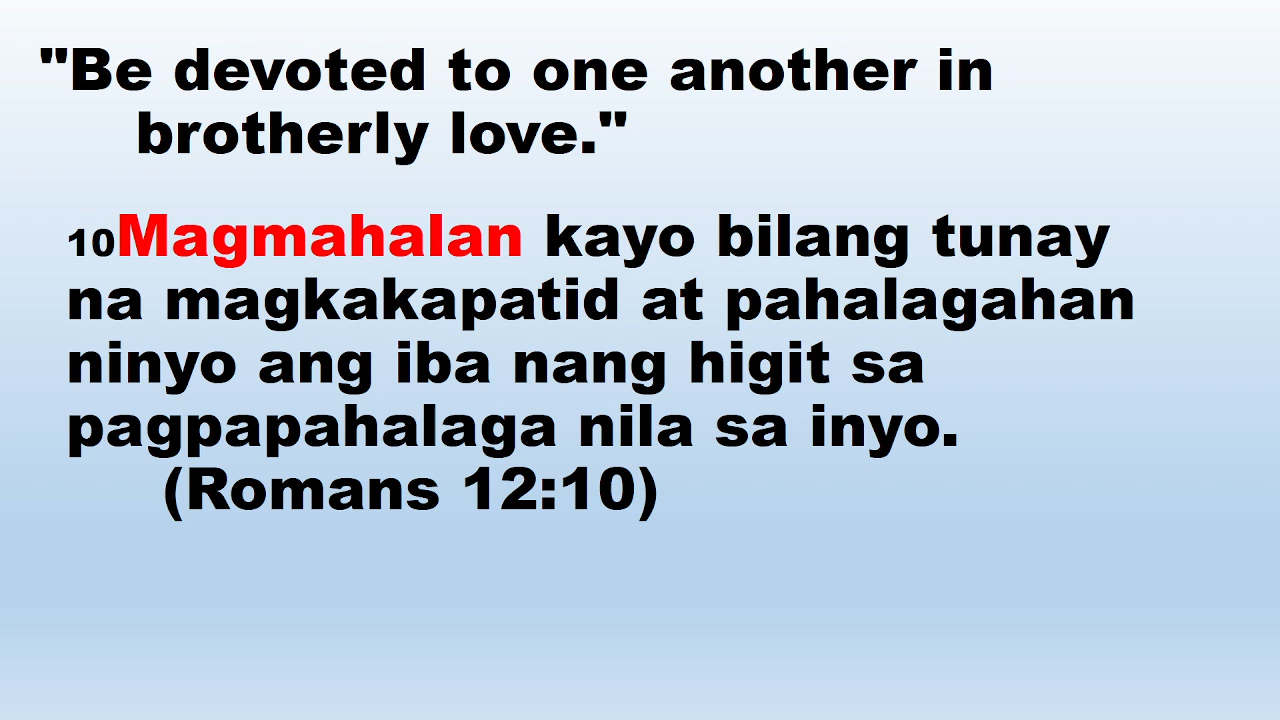 "Be devoted to one another in
brotherly love."
10Magmahalan kayo bilang tunay
na magkakapatid at pahalagahan
ninyo ang iba nang higit sa
pagpapahalaga nila sa inyo.
(Romans 12:10)